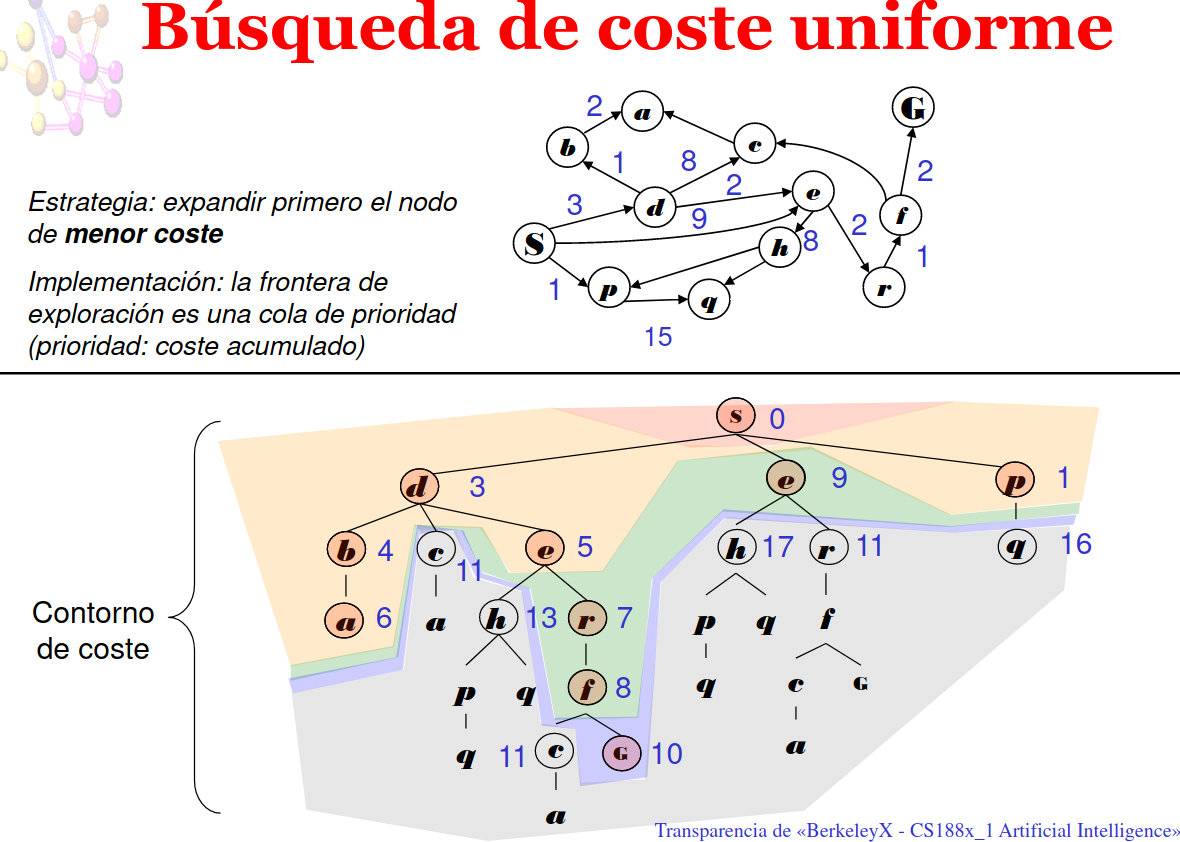 Búsqueda de coste uniforme
Estrategia: expandir primero el nodo
de menor coste
Implementación: la frontera de
exploración es una cola de prioridad
(prioridad: coste acumulado)
2 a G
b c
1 8 2
2 e
3 d 9 f
S 2
h 8
1 p 1
q r
15
S 0
d 3 e 9 p 1
b 4 c 11 e 5 h 17 r 11 q 16
a 6 a h 13 r 7 p q f
p q f 8 q c G
q 11 c G 10 a
a
Contorno
de coste
Transparencia de «BerkeleyX - CS188x_1 Artificial Intelligence»